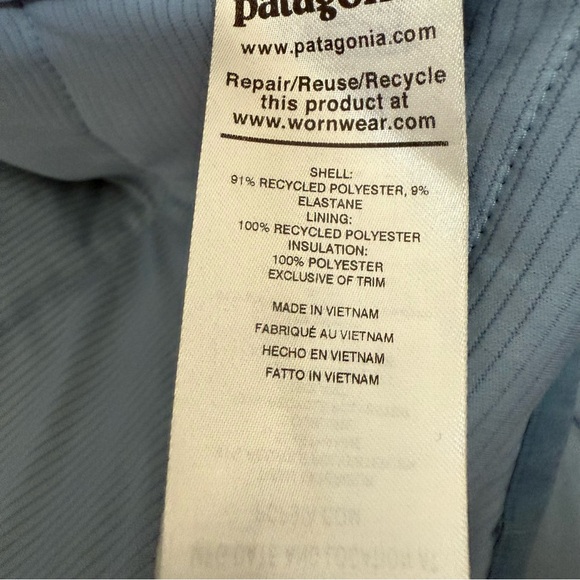 patagonia
www.patagonia.com
Repair/Reuse/Recycle
this product at
www.wornwear.com
SHELL:
91% RECYCLED POLYESTER, 9%
ELASTANE
LINING:
100% RECYCLED POLYESTER
INSULATION:
100% POLYESTER
EXCLUSIVE OF TRIM
MADE IN VIETNAM
FABRIQUÉ AU VIETNAM
HECHO EN VIETNAM
FATTO IN VIETNAM